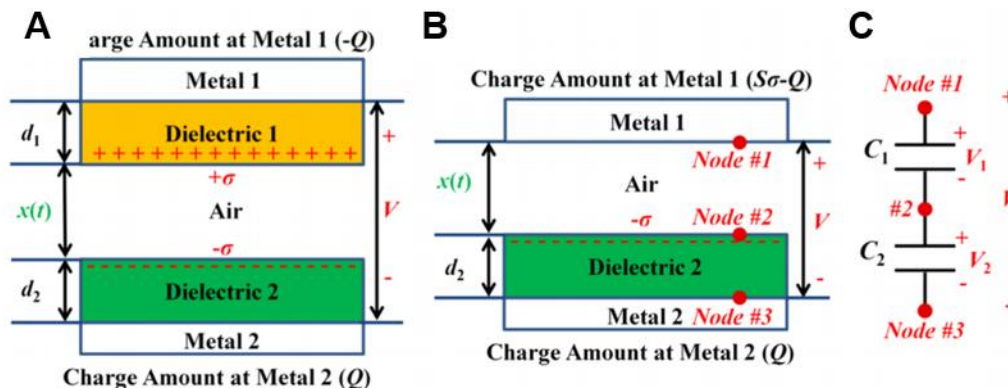 A
arge Amount at Metal 1 (-Q)
Metal 1
d1
Dielectric 1
+ + + + + + + + + + + + +
+
+σ
x(t)
Air
V
-σ
-
d2
Dielectric 2
Metal 2
Charge Amount at Metal 2 (Q)
B
Charge Amount at Metal 1 (Sσ-Q)
Metal 1
Node #1
+
x(t)
Air
V
-σ
Node #2
-
d2
Dielectric 2
Metal 2
Node #3
Charge Amount at Metal 2 (Q)
C
Node #1
+
C1
+
V1
-
#2
C2
+
V2
-
-
Node #3